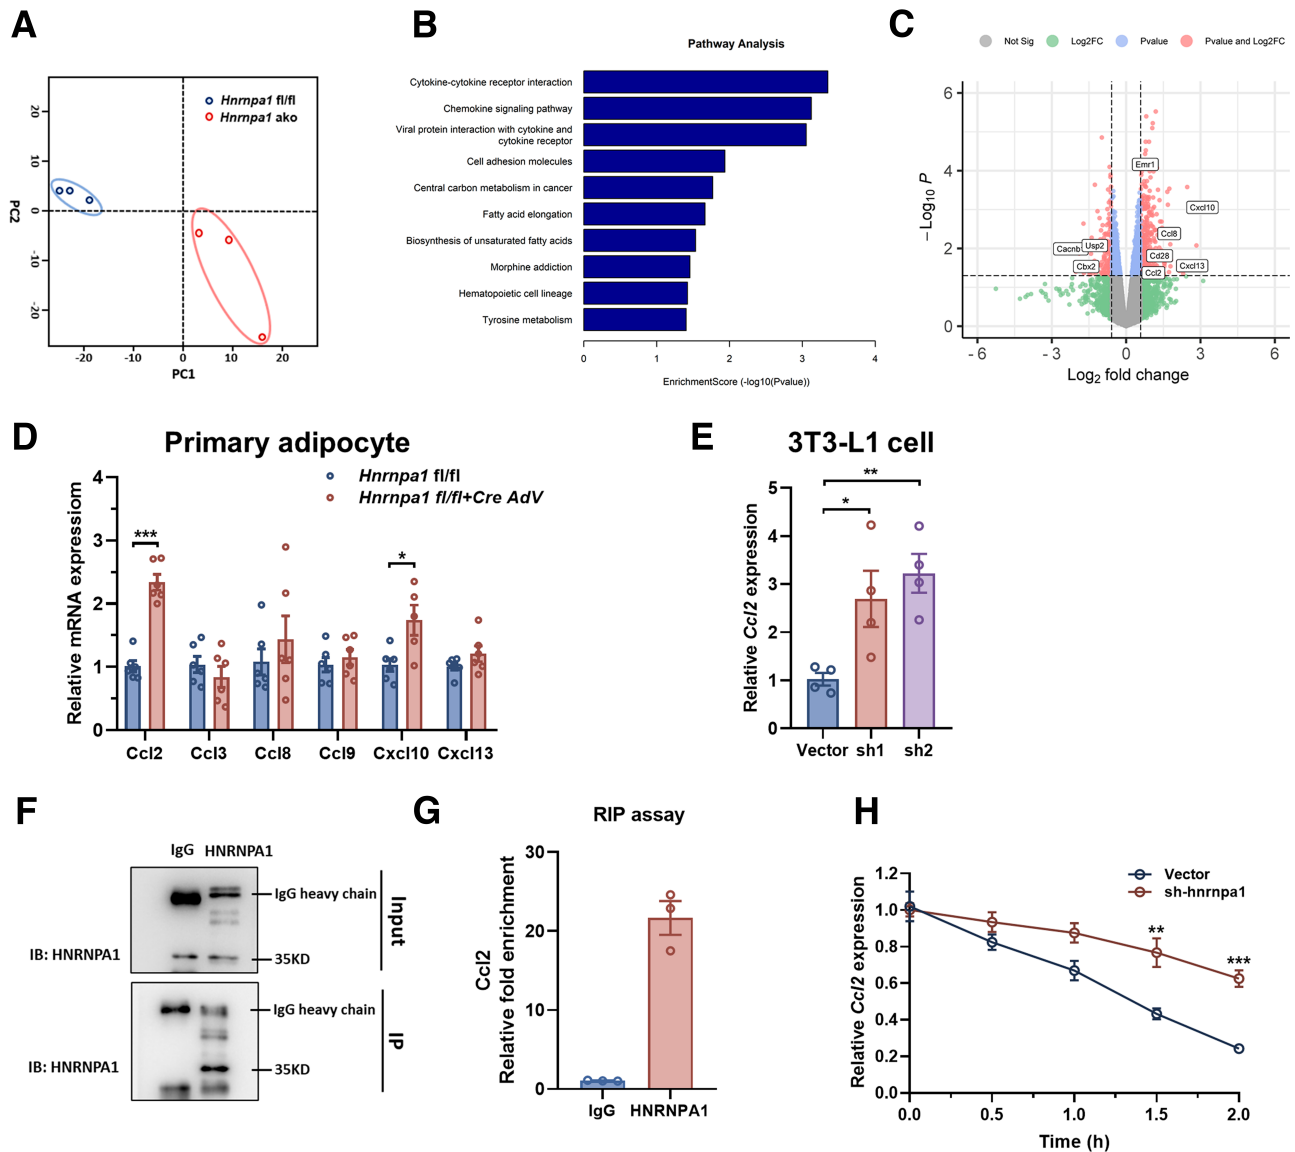 A
Hnrnpa1 fl/fl
Hnrnpa1 ako
20
10
0
-10
-20
PC2
-20
-10
0
10
20
PC1
B
Pathway Analysis
Cytokine-cytokine receptor interaction
Chemokine signaling pathway
Viral protein interaction with cytokine and
cytokine receptor
Cell adhesion molecules
Central carbon metabolism in cancer
Fatty acid elongation
Biosynthesis of unsaturated fatty acids
Morphine addiction
Hematopoietic cell lineage
Tyrosine metabolism
0
1
2
3
4
EnrichmentScore (-log10(Pvalue))
C
Not Sig
Log2FC
Pvalue
Pvalue and Log2FC
6
4
2
0
– Log10 P
Emr1
Cxcl10
Ccl8
Cacnb
Usp2
Cd28
Cbx2
Cxcl13
Ccl2
- 6
- 3
0
3
6
Log2 fold change
D
Primary adipocyte
Hnrnpa1 fl/fl
Hnrnpa1 fl/fl+Cre AdV
Relative mRNA expressiom
4
3
2
1
0
***
*
Ccl2
Ccl3
Ccl8
Ccl9
Cxcl10
Cxcl13
E
3T3-L1 cell
Relative Ccl2 expression
5
4
3
2
1
0
**
*
Vector
sh1
sh2
F
IgG
HNRNPA1
IgG heavy chain
IB: HNRNPA1
35KD
Input
IgG heavy chain
IB: HNRNPA1
35KD
IP
G
RIP assay
Ccl2
Relative fold enrichment
30
20
10
0
IgG
HNRNPA1
H
Vector
sh-hnrnpa1
Relative Ccl2 expression
1.2
1.0
0.8
0.6
0.4
0.2
0.0
**
***
0.0
0.5
1.0
1.5
2.0
Time (h)